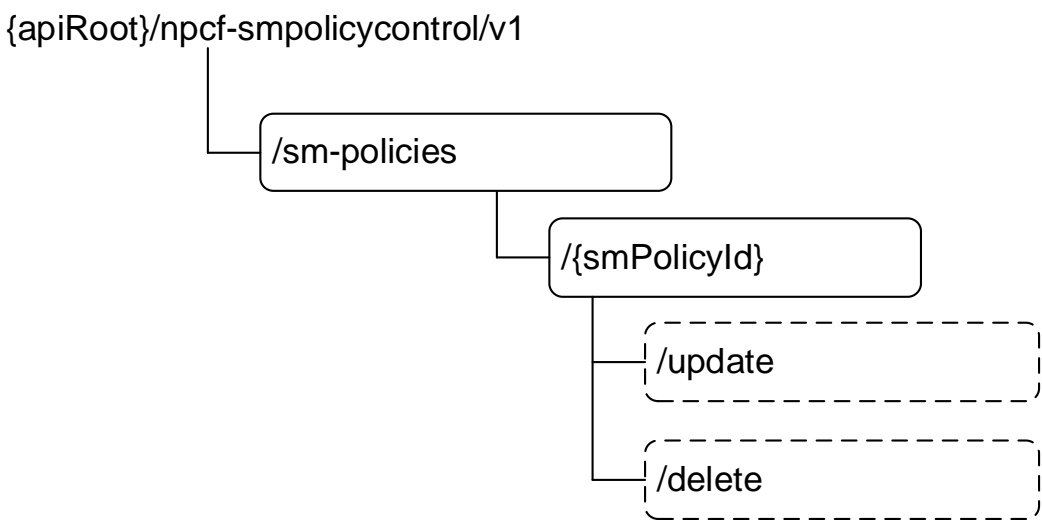 {apiRoot}/npcf-smpolicycontrol/v1
/sm-policies
/{smPolicyId}
/update
/delete